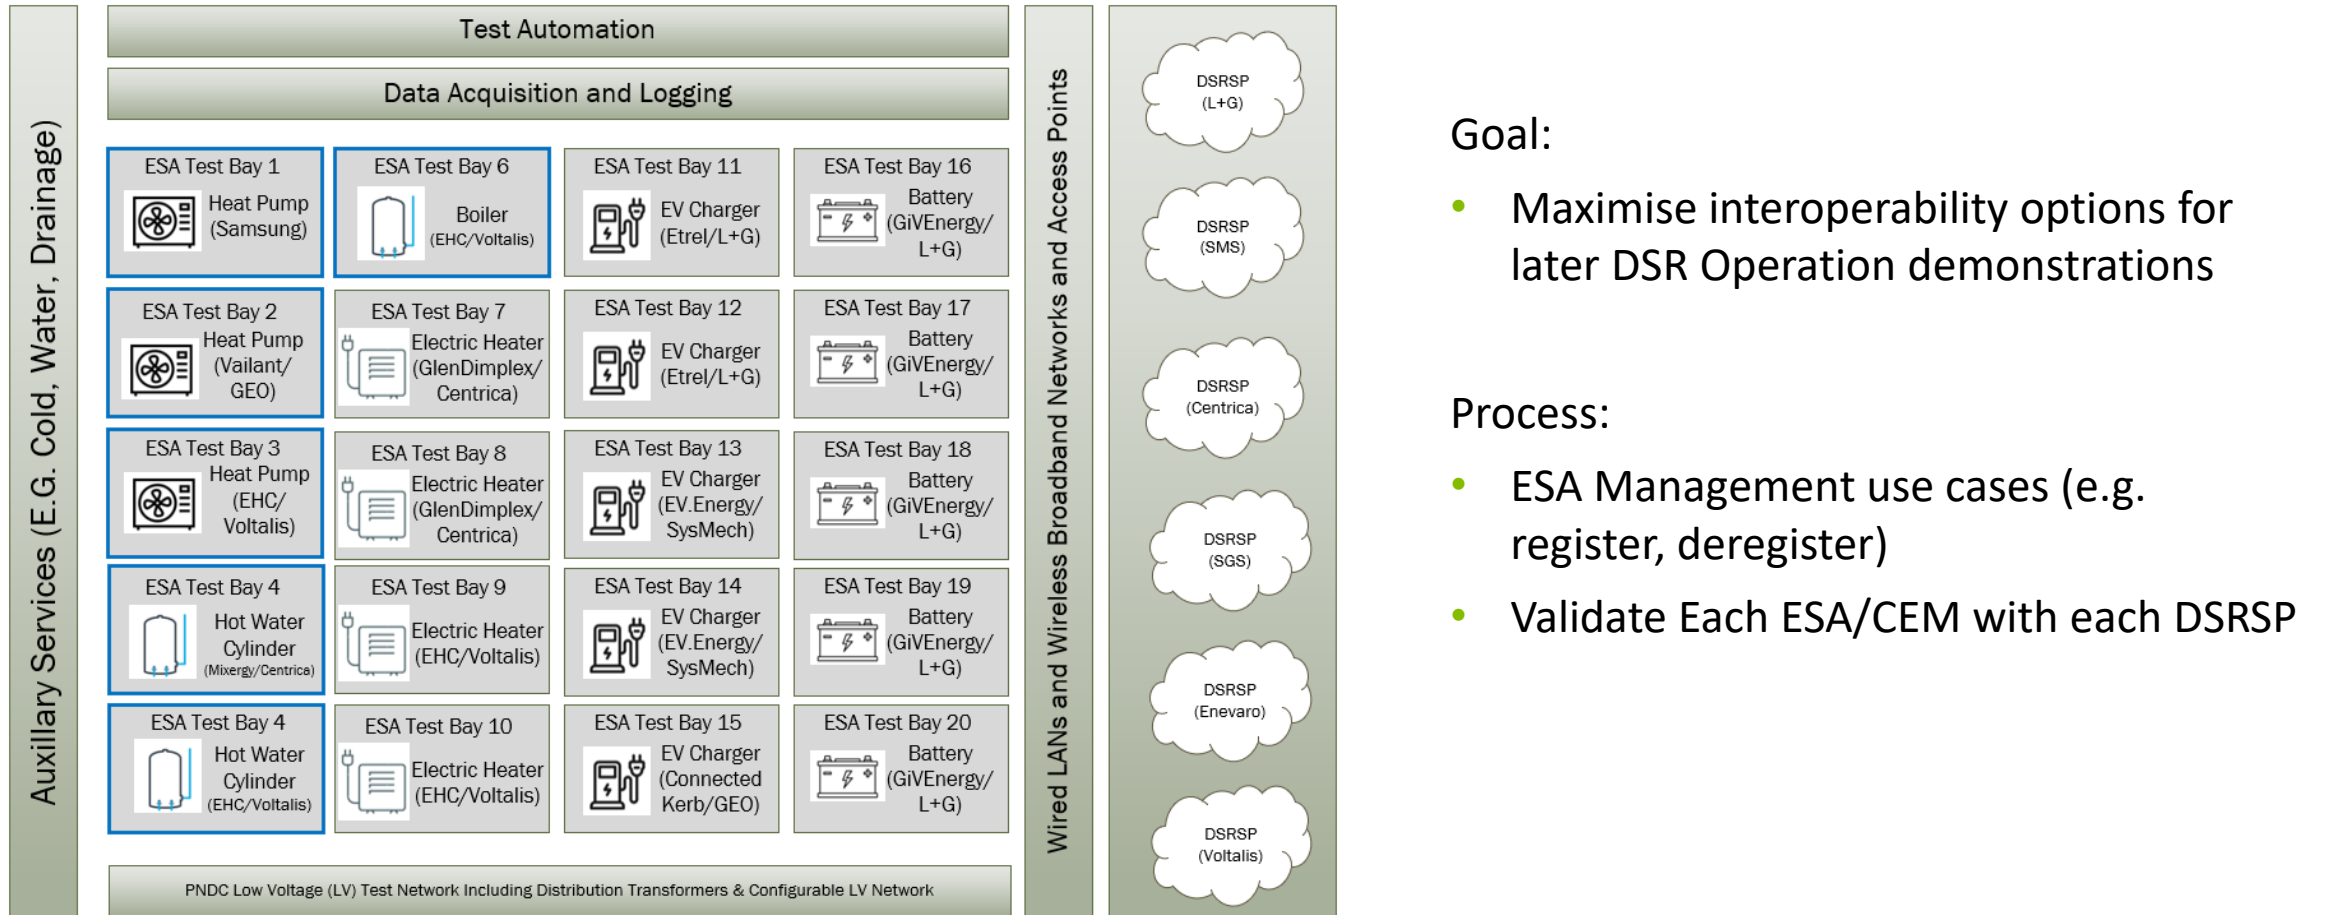 Auxillary Services (E.G. Cold, Water, Drainage)
Test Automation
Data Acquisition and Logging
ESA Test Bay 1
Heat Pump
(Samsung)
ESA Test Bay 2
Heat Pump
(Vailant/
GEO)
ESA Test Bay 3
Heat Pump
(EHC/
Voltalis)
ESA Test Bay 4
Hot Water
Cylinder
(Mixergy/Centrica)
ESA Test Bay 4
Hot Water
Cylinder
(EHC/Voltalis)
ESA Test Bay 6
Boiler
(EHC/Voltalis)
ESA Test Bay 7
Electric Heater
(GlenDimplex/
Centrica)
ESA Test Bay 8
Electric Heater
(GlenDimplex/
Centrica)
ESA Test Bay 9
Electric Heater
(EHC/Voltalis)
ESA Test Bay 10
Electric Heater
(EHC/Voltalis)
ESA Test Bay 11
EV Charger
(Etrel/L+G)
ESA Test Bay 12
EV Charger
(Etrel/L+G)
ESA Test Bay 13
EV Charger
(EV.Energy/
SysMech)
ESA Test Bay 14
EV Charger
(EV.Energy/
SysMech)
ESA Test Bay 15
EV Charger
(Connected
Kerb/GEO)
ESA Test Bay 16
Battery
(GiVEnergy/
L+G)
ESA Test Bay 17
Battery
(GiVEnergy/
L+G)
ESA Test Bay 18
Battery
(GiVEnergy/
L+G)
ESA Test Bay 19
Battery
(GiVEnergy/
L+G)
ESA Test Bay 20
Battery
(GiVEnergy/
L+G)
PNDC Low Voltage (LV) Test Network Including Distribution Transformers & Configurable LV Network
Wired LANs and Wireless Broadband Networks and Access Points
DSRSP
(L+G)
DSRSP
(SMS)
DSRSP
(Centrica)
DSRSP
(SGS)
DSRSP
(Enevaro)
DSRSP
(Voltalis)
Goal:
• Maximise interoperability options for
later DSR Operation demonstrations
Process:
• ESA Management use cases (e.g.
register, deregister)
• Validate Each ESA/CEM with each DSRSP